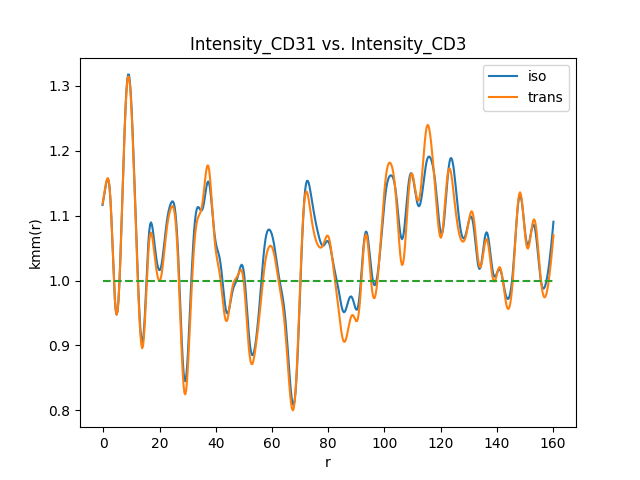 Intensity_CD31 vs. Intensity_CD3
iso
trans
kmm(r)
1.3
1.2
1.1
1.0
0.9
0.8
0 20 40 60 80 100 120 140 160
r